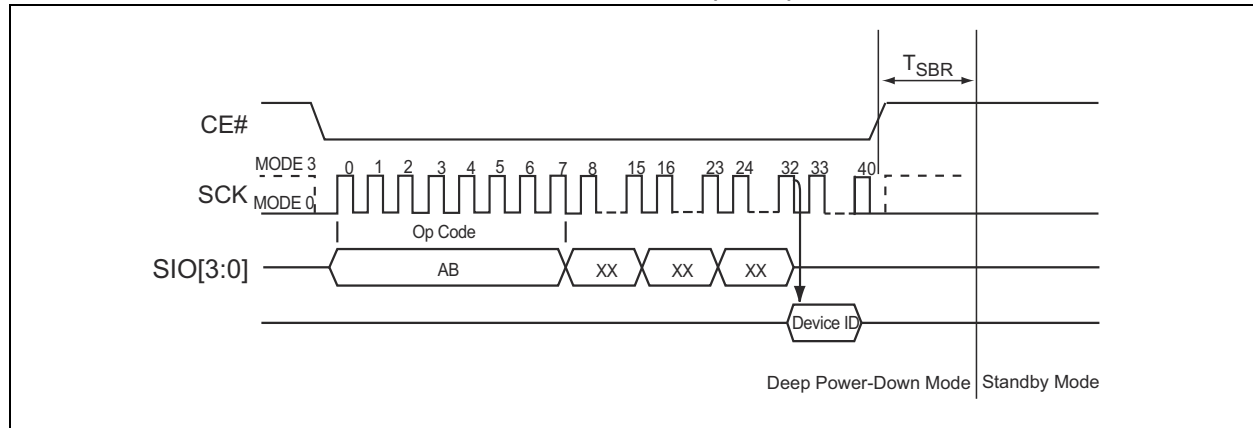 TSBR
CE#
MODE 3
0 1 2 3 4 5 6 7 8 15 16 23 24 32 33 40
SCK
MODE 0
Op Code
SIO[3:0]
AB XX XX XX
Device ID
Deep Power-Down Mode Standby Mode